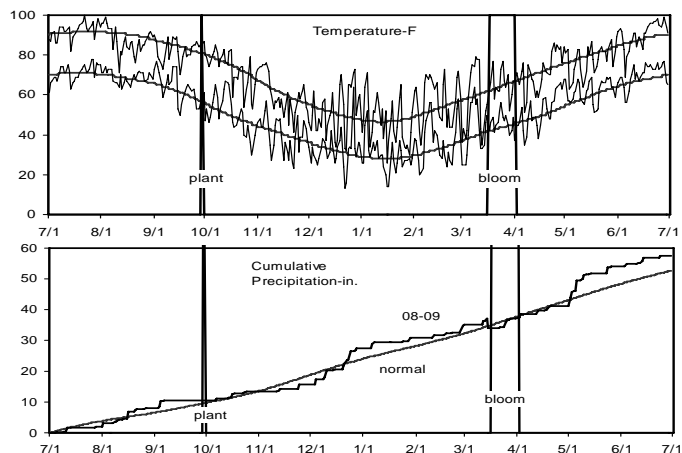 100
Temperature-F
80
60
40
20
plant
bloom
0
7/1 8/1 9/1 10/1 11/1 12/1 1/1 2/1 3/1 4/1 5/1 6/1 7/1
60
Cumulative
Precipitation-in.
50
40
08-09
30
normal
20
10
plant
bloom
0
7/1 8/1 9/1 10/1 11/1 12/1 1/1 2/1 3/1 4/1 5/1 6/1 7/1